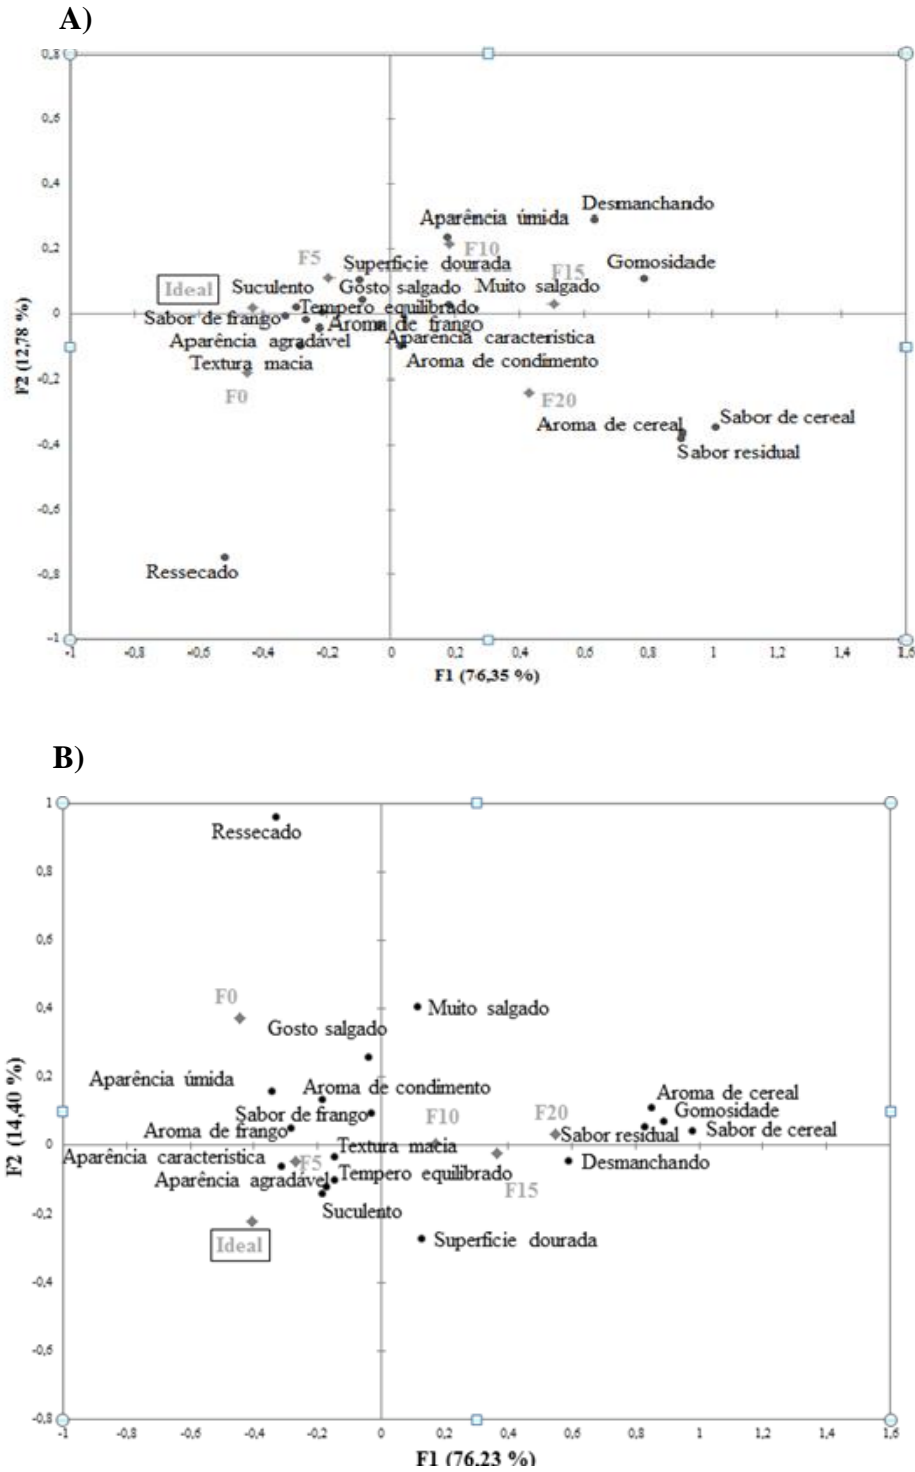 A)
0,8
0,6
0,4
Desmanchando
Aparência úmida
0,2
F10
F5
Superfície dourada
Gomosidade
F15
Ideal
Suculento
Gosto salgado
Muito salgado
0
Tempero equilibrado
Sabor de frango
Aroma de frango
Aparência agradável
Aparência característica
Textura macia
Aroma de condimento
-0,2
F0
F20
Aroma de cereal
Sabor de cereal
-0,4
Sabor residual
-0,6
-0,8
Ressecado
-1
F2 (12,78 %)
-1 -0,8 -0,6 -0,4 -0,2 0 0,2 0,4 0,6 0,8 1 1,2 1,4 1,6
F1 (76,35 %)
B)
1
Ressecado
0,8
0,6
F0
0,4
Muito salgado
Gosto salgado
0,2
Aparência úmida
Aroma de condimento
Aroma de cereal
Sabor de frango
F10
F20
Gomosidade
Aroma de frango
Sabor residual
Sabor de cereal
0
Textura macia
Aparência característica
F5
Desmanchando
Aparência agradável
Tempero equilibrado
F15
-0,2
Suculento
Ideal
Superfície dourada
-0,4
-0,6
-0,8
F2 (14,40 %)
-1 -0,8 -0,6 -0,4 -0,2 0 0,2 0,4 0,6 0,8 1 1,2 1,4 1,6
F1 (76,23 %)